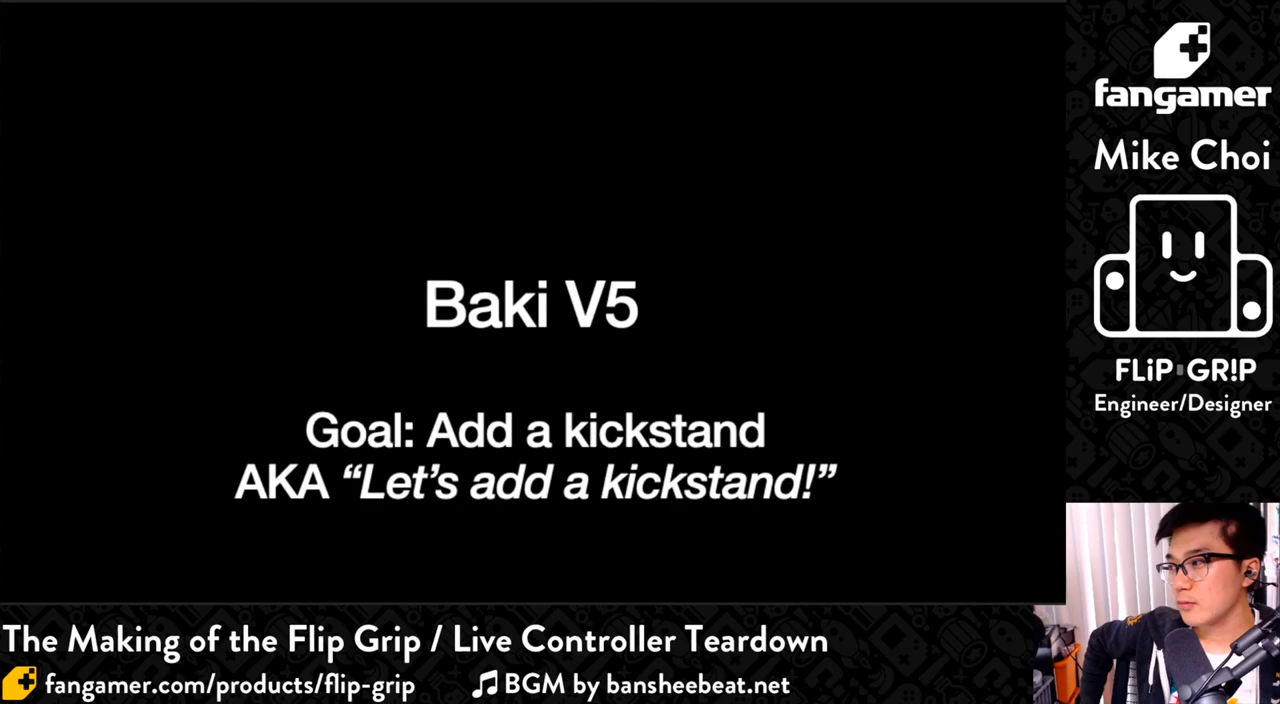 Baki V5
Goal: Add a kickstand
AKA “Let’s add a kickstand!”
fangamer
Mike Choi
FLiP GR!P
Engineer/Designer
The Making of the Flip Grip / Live Controller Teardown
fangamer.com/products/flip-grip
BGM by bansheebeat.net